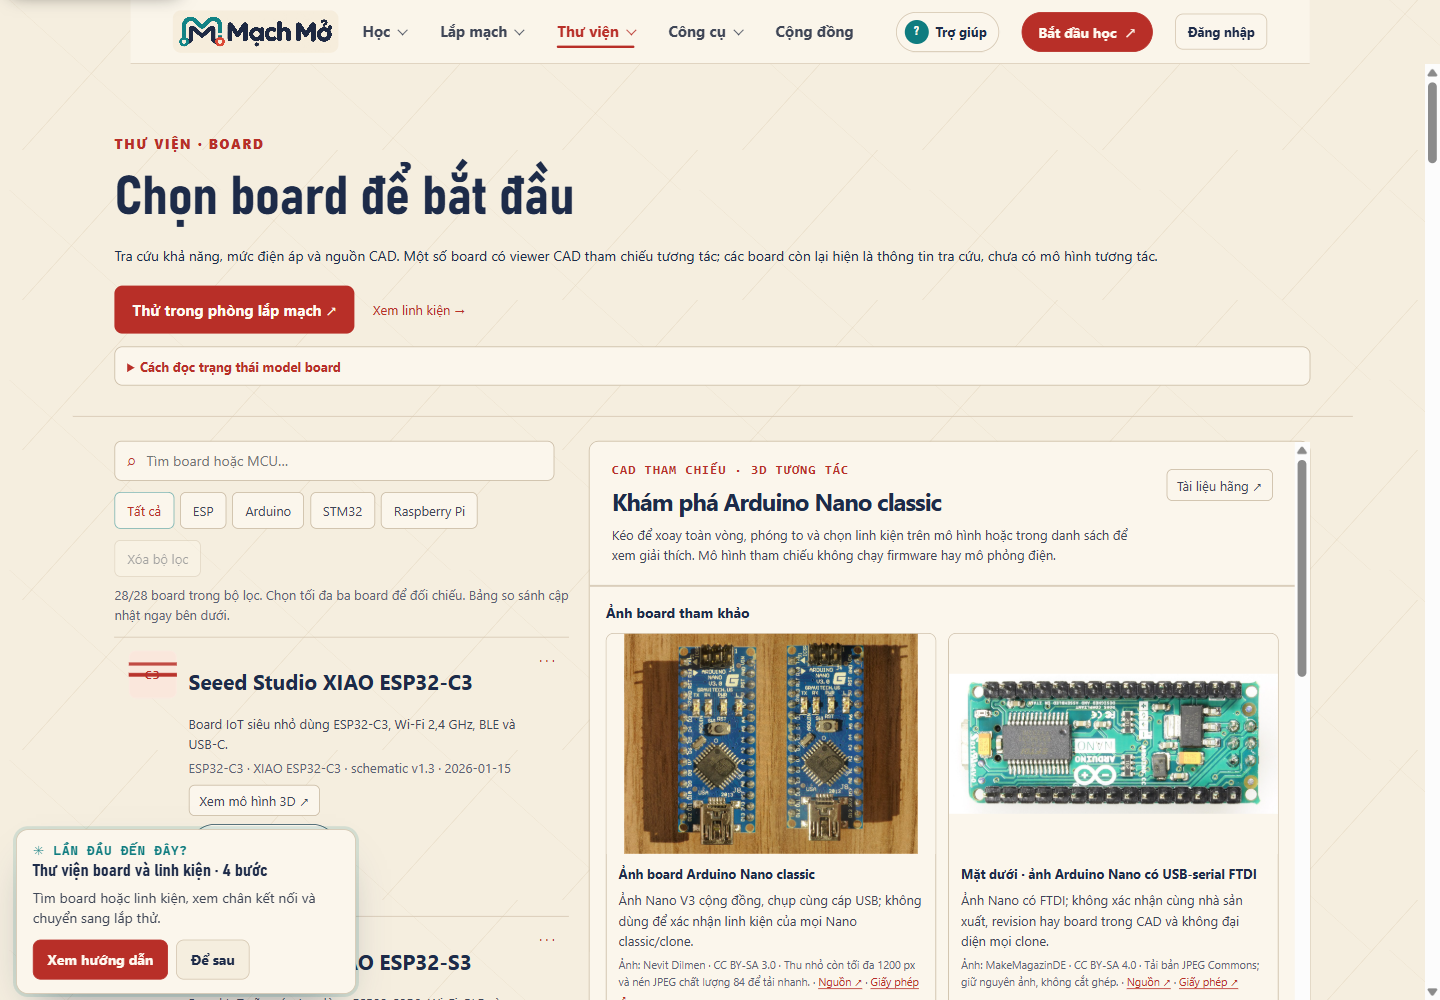 Mạch Mở
Học
Lắp mạch
Thư viện
Công cụ
Cộng đồng
? Trợ giúp
Bắt đầu học ↗
Đăng nhập
THƯ VIỆN · BOARD
Chọn board để bắt đầu
Tra cứu khả năng, mức điện áp và nguồn CAD. Một số board có viewer CAD tham chiếu tương tác; các board còn lại hiện là thông tin tra cứu, chưa có mô hình tương tác.
Thử trong phòng lắp mạch ↗
Xem linh kiện →
▶ Cách đọc trạng thái model board
Tìm board hoặc MCU...
Tất cả
ESP
Arduino
STM32
Raspberry Pi
Xóa bộ lọc
28/28 board trong bộ lọc. Chọn tối đa ba board để đối chiếu. Bảng so sánh cập
nhật ngay bên dưới.
C3
...
Seeed Studio XIAO ESP32-C3
Board IoT siêu nhỏ dùng ESP32-C3, Wi-Fi 2,4 GHz, BLE và
USB-C.
ESP32-C3 · XIAO ESP32-C3 · schematic v1.3 · 2026-01-15
Xem mô hình 3D ↗
...
O ESP32-S3
✳ LẦN ĐẦU ĐẾN ĐÂY?
Thư viện board và linh kiện · 4 bước
Tìm board hoặc linh kiện, xem chân kết nối và
chuyển sang lắp thử.
Xem hướng dẫn
Để sau
CAD THAM CHIẾU · 3D TƯƠNG TÁC
Khám phá Arduino Nano classic
Tài liệu hãng ↗
Kéo để xoay toàn vòng, phóng to và chọn linh kiện trên mô hình hoặc trong danh sách để
xem giải thích. Mô hình tham chiếu không chạy firmware hay mô phỏng điện.
Ảnh board tham khảo
ARDUINO
NANO
V3.0
GRAVITECH.US
NANO
Ảnh board Arduino Nano classic
Ảnh Nano V3 cộng đồng, chụp cùng cáp USB; không
dùng để xác nhận linh kiện của mọi Nano
classic/clone.
Ảnh: Nevit Dilmen · CC BY-SA 3.0 · Thu nhỏ còn tối đa 1200 px
và nén JPEG chất lượng 84 để tải nhanh. · Nguồn ↗ · Giấy phép
Mặt dưới · ảnh Arduino Nano có USB-serial FTDI
Ảnh Nano có FTDI; không xác nhận cùng nhà sản
xuất, revision hay board trong CAD và không đại
diện mọi clone.
Ảnh: MakeMagazinDE · CC BY-SA 4.0 · Tải bản JPEG Commons;
giữ nguyên ảnh, không cắt ghép. · Nguồn ↗ · Giấy phép ↗